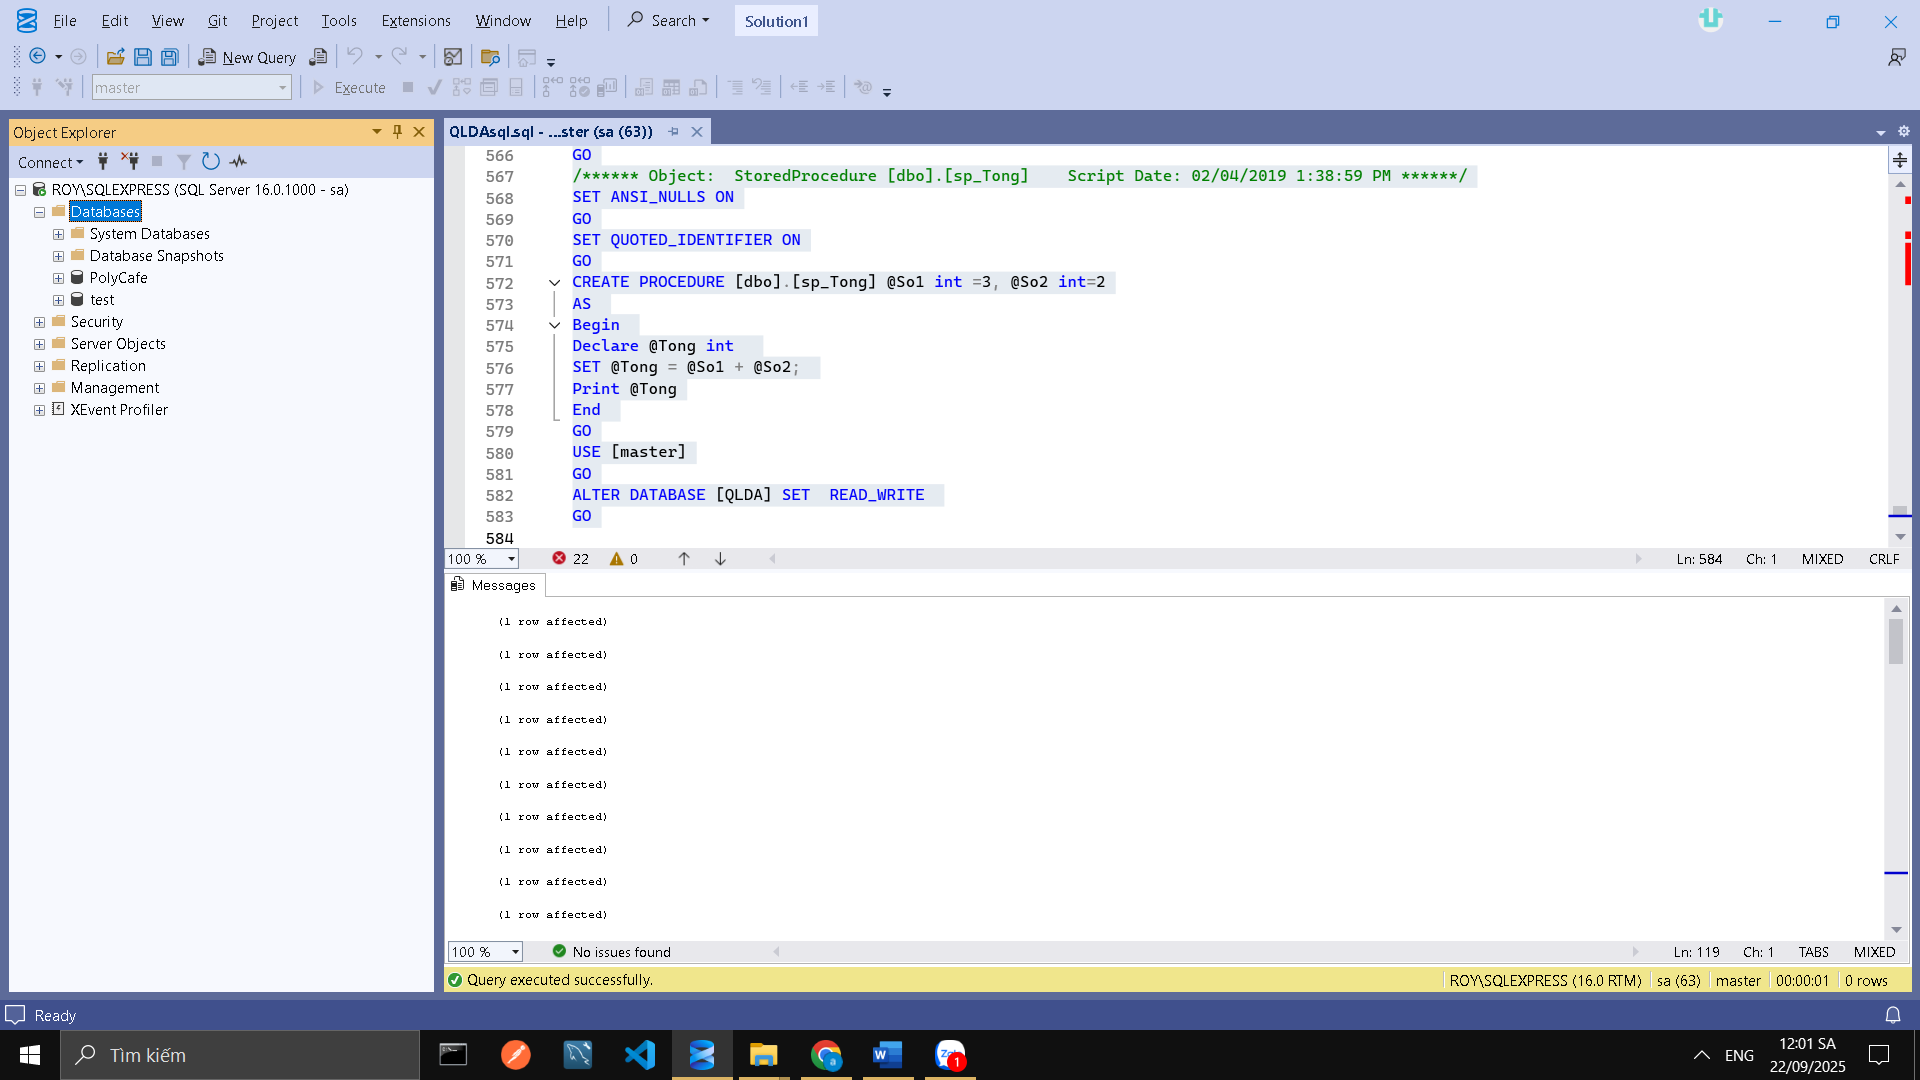 File Edit View Git Project Tools Extensions Window Help Search Solution1
New Query
master Execute
Object Explorer
Connect
ROY\SQLEXPRESS (SQL Server 16.0.1000 - sa)
Databases
System Databases
Database Snapshots
PolyCafe
test
Security
Server Objects
Replication
Management
XEvent Profiler
QLDAsql.sql - ...ster (sa (63))
566 GO
567 /****** Object:  StoredProcedure [dbo].[sp_Tong]    Script Date: 02/04/2019 1:38:59 PM ******/
568 SET ANSI_NULLS ON
569 GO
570 SET QUOTED_IDENTIFIER ON
571 GO
572 CREATE PROCEDURE [dbo].[sp_Tong] @So1 int =3, @So2 int=2
573 AS
574 Begin
575 Declare @Tong int
576 SET @Tong = @So1 + @So2;
577 Print @Tong
578 End
579 GO
580 USE [master]
581 GO
582 ALTER DATABASE [QLDA] SET  READ_WRITE
583 GO
584
100 % 22 0 Ln: 584 Ch: 1 MIXED CRLF
Messages
(1 row affected)
(1 row affected)
(1 row affected)
(1 row affected)
(1 row affected)
(1 row affected)
(1 row affected)
(1 row affected)
(1 row affected)
(1 row affected)
100 % No issues found Ln: 119 Ch: 1 TABS MIXED
Query executed successfully. ROY\SQLEXPRESS (16.0 RTM) sa (63) master 00:00:01 0 rows
Ready
Tìm kiếm
1
ENG
12:01 SA
22/09/2025